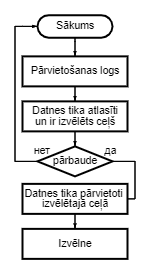 Sākums
Pārvietošanas logs
Datnes tika atlasīti
un ir izvēlēts ceļš
нет
да
pārbaude
Datnes tika pārvietoti
izvēlētajā ceļā
Izvēlne